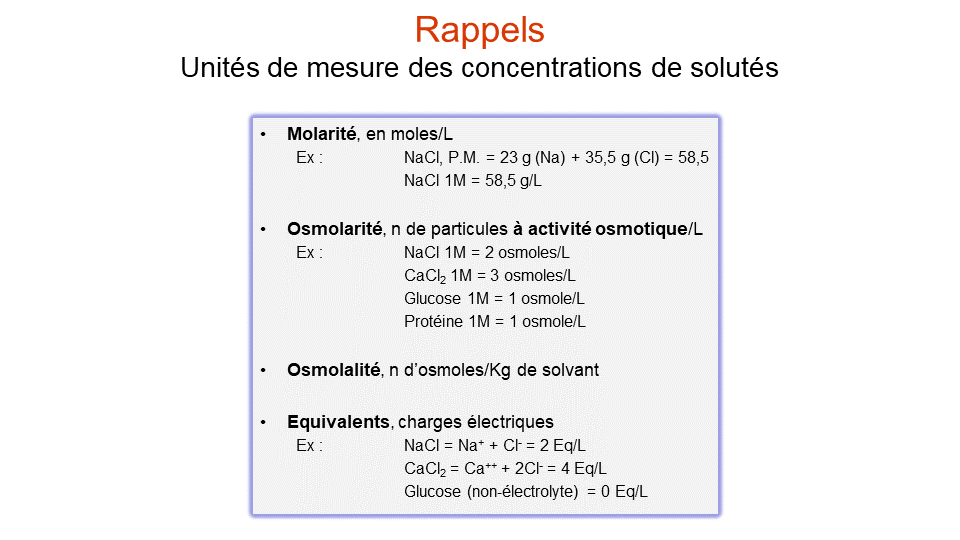 Rappels
Unités de mesure des concentrations de solutés
• Molarité, en moles/L
Ex : NaCl, P.M. = 23 g (Na) + 35,5 g (Cl) = 58,5
NaCl 1M = 58,5 g/L
• Osmolarité, n de particules à activité osmotique/L
Ex : NaCl 1M = 2 osmoles/L
CaCl₂ 1M = 3 osmoles/L
Glucose 1M = 1 osmole/L
Protéine 1M = 1 osmole/L
• Osmolalité, n d’osmoles/Kg de solvant
• Equivalents, charges électriques
Ex : NaCl = Na⁺ + Cl⁻ = 2 Eq/L
CaCl₂ = Ca⁺⁺ + 2Cl⁻ = 4 Eq/L
Glucose (non-électrolyte) = 0 Eq/L